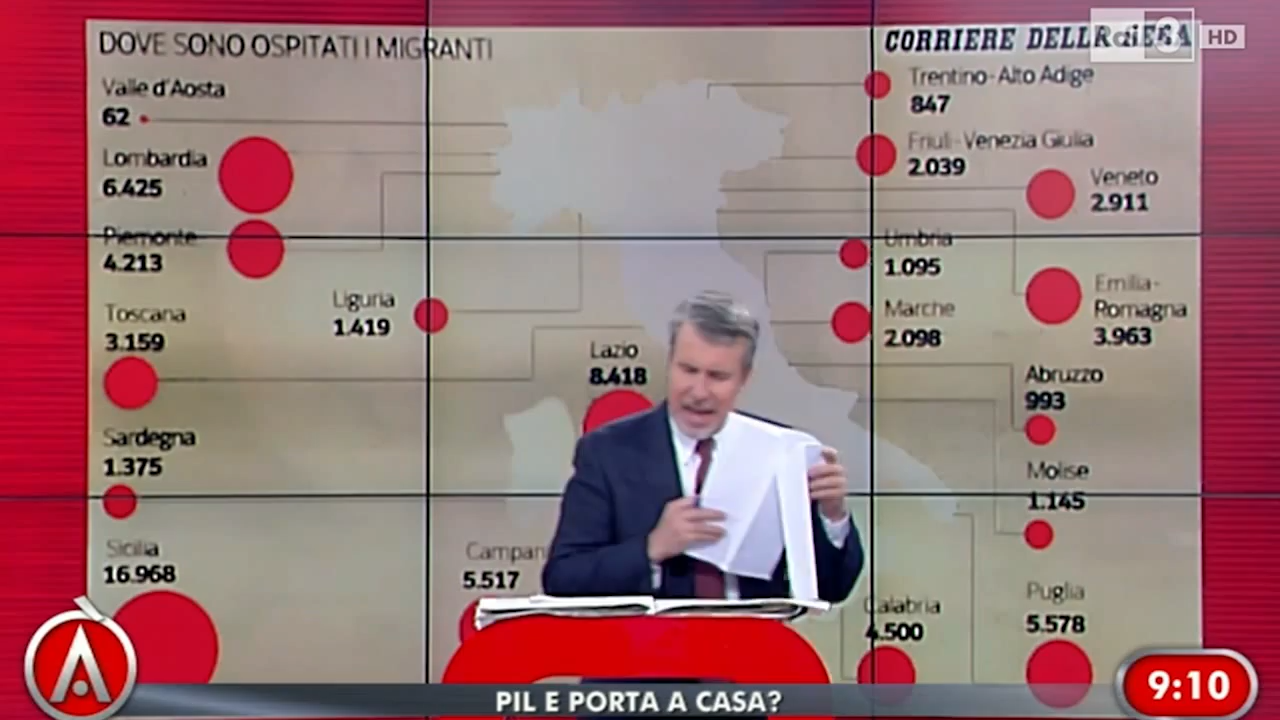 DOVE SONO OSPITATI I MIGRANTI
CORRIERE DELLA SERA
3
HD
Valle d'Aosta
62
Lombardia
6.425
Piemonte
4.213
Toscana
3.159
Liguria
1.419
Lazio
8.418
Sardegna
1.375
Sicilia
16.968
Campan
5.517
Trentino-Alto Adige
847
Friuli-Venezia Giulia
2.039
Veneto
2.911
Umbria
1.095
Emilia-
Romagna
3.963
Marche
2.098
Abruzzo
993
Molise
1.145
Calabria
4.500
Puglia
5.578
À
PIL E PORTA A CASA?
9:10